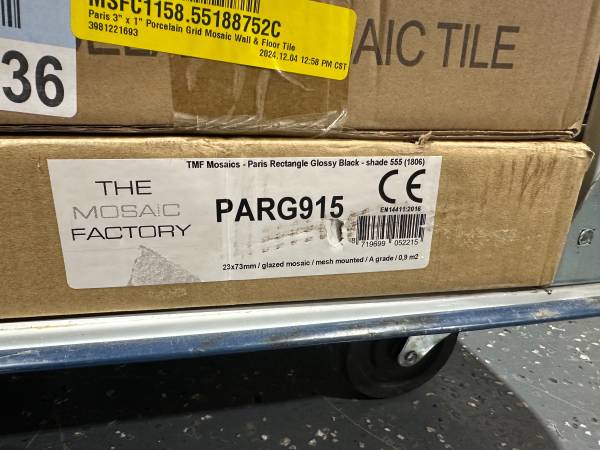 MSFC1158.55188752C
Paris 3" x 1" Porcelain Grid Mosaic Wall & Floor Tile
3981221693
2024.12.04 12:58 PM CST
AIC TILE
36
TMF Mosaics - Paris Rectangle Glossy Black - shade 555 (1806)
THE
MOSAIC
FACTORY
PARG915
CE
EN14411:2016
8 719699 052215
23x73mm / glazed mosaic / mesh mounted / A grade / 0,9 m2